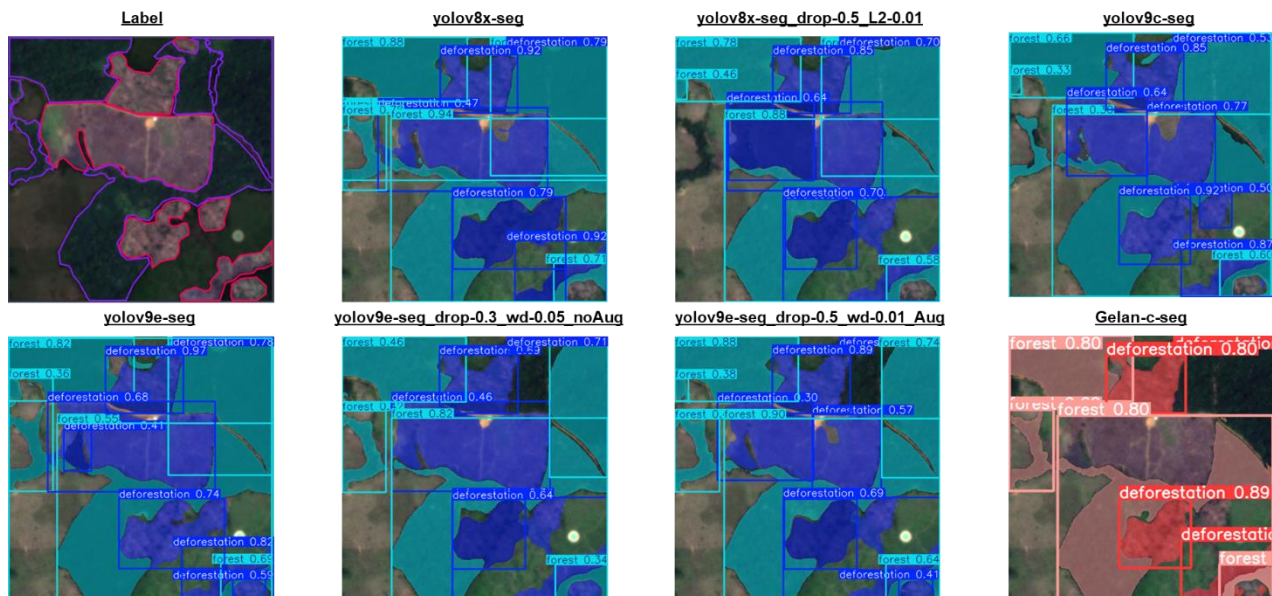 Label
yolov8x-seg
yolov8x-seg_drop-0.5_L2-0.01
yolov9c-seg
forest 0.88
deforestation 0.79
deforestation 0.92
deforestation 0.47
forest 0.94
deforestation 0.79
deforestation 0.92
forest 0.71
forest 0.78
deforestation 0.70
deforestation 0.85
forest 0.46
deforestation 0.64
forest 0.88
deforestation 0.70
forest 0.58
forest 0.66
deforestation 0.53
deforestation 0.85
forest 0.33
deforestation 0.64
deforestation 0.77
deforestation 0.92
0.50
deforestation 0.87
forest 0.60
yolov9e-seg
yolov9e-seg_drop-0.3_wd-0.05_noAug
yolov9e-seg_drop-0.5_wd-0.01_Aug
Gelan-c-seg
forest 0.82
deforestation 0.78
deforestation 0.97
forest 0.36
deforestation 0.68
forest 0.55
deforestation 0.41
deforestation 0.74
deforestation 0.82
forest 0.69
deforestation 0.59
forest 0.46
deforestation 0.71
deforestation 0.69
deforestation 0.46
forest 0.82
deforestation 0.64
forest 0.34
forest 0.88
forest 0.74
deforestation 0.89
forest 0.38
deforestation 0.30
deforestation 0.57
forest 0.90
deforestation 0.69
forest 0.64
deforestation 0.41
forest 0.80
deforestation 0.80
forest 0.80
deforestation 0.89
forest